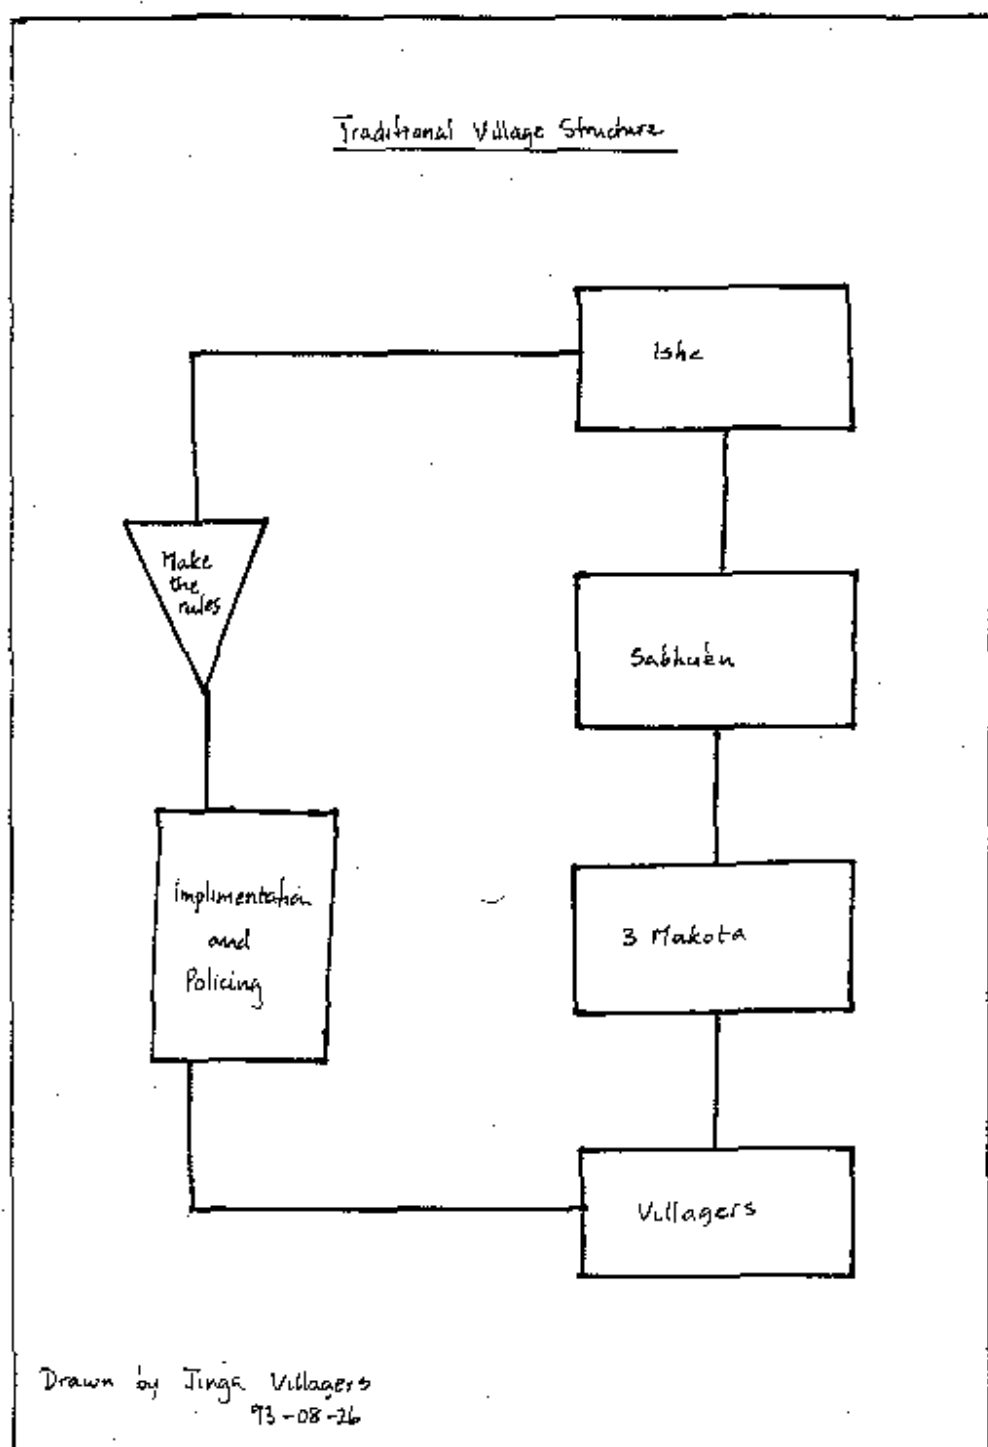 Traditional Village Structure
Ishe
Make
the
rules
Sabhuku
Implimentation
and
Policing
3 Makota
Villagers
Drawn by Jinga Villagers
93-08-26